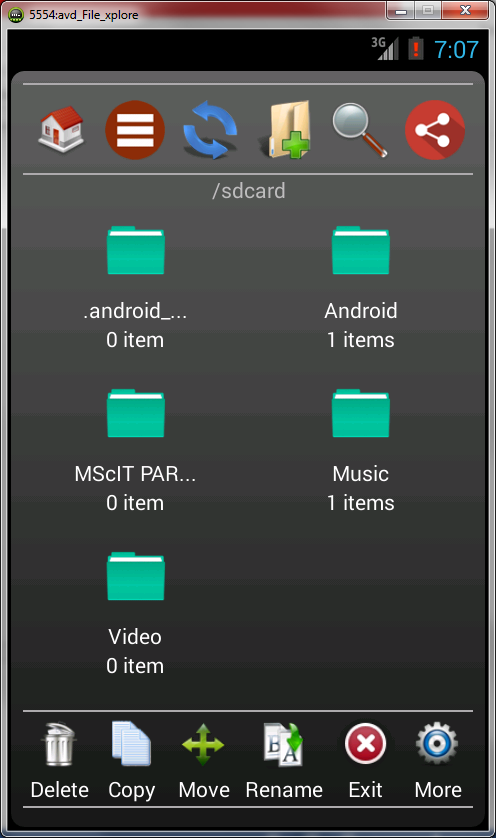 5554:avd_File_xplore
3G 7:07
/sdcard
.android_... Android
0 item 1 items
MScIT PAR... Music
0 item 1 items
Video
0 item
B A
Delete Copy Move Rename Exit More